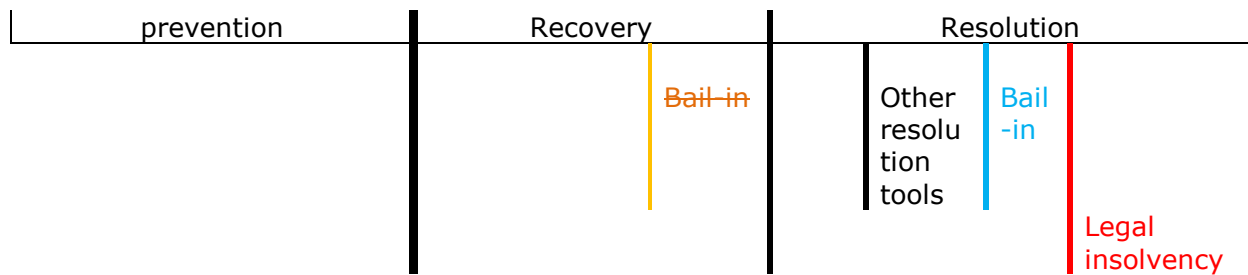 prevention Recovery Resolution
Bail-in
Other
resolu
tion
tools
Bail
-in
Legal
insolvency